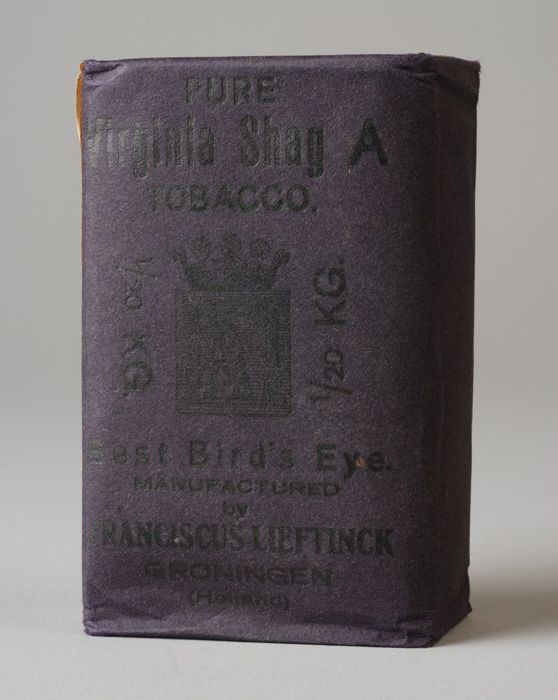 PURE
Virginia Shag A
TOBACCO.
1/20 KG.
1/20 KG.
Best Bird's Eye.
MANUFACTURED
by
FRANCISCUS LIEFTINCK
GRONINGEN
(Holland)